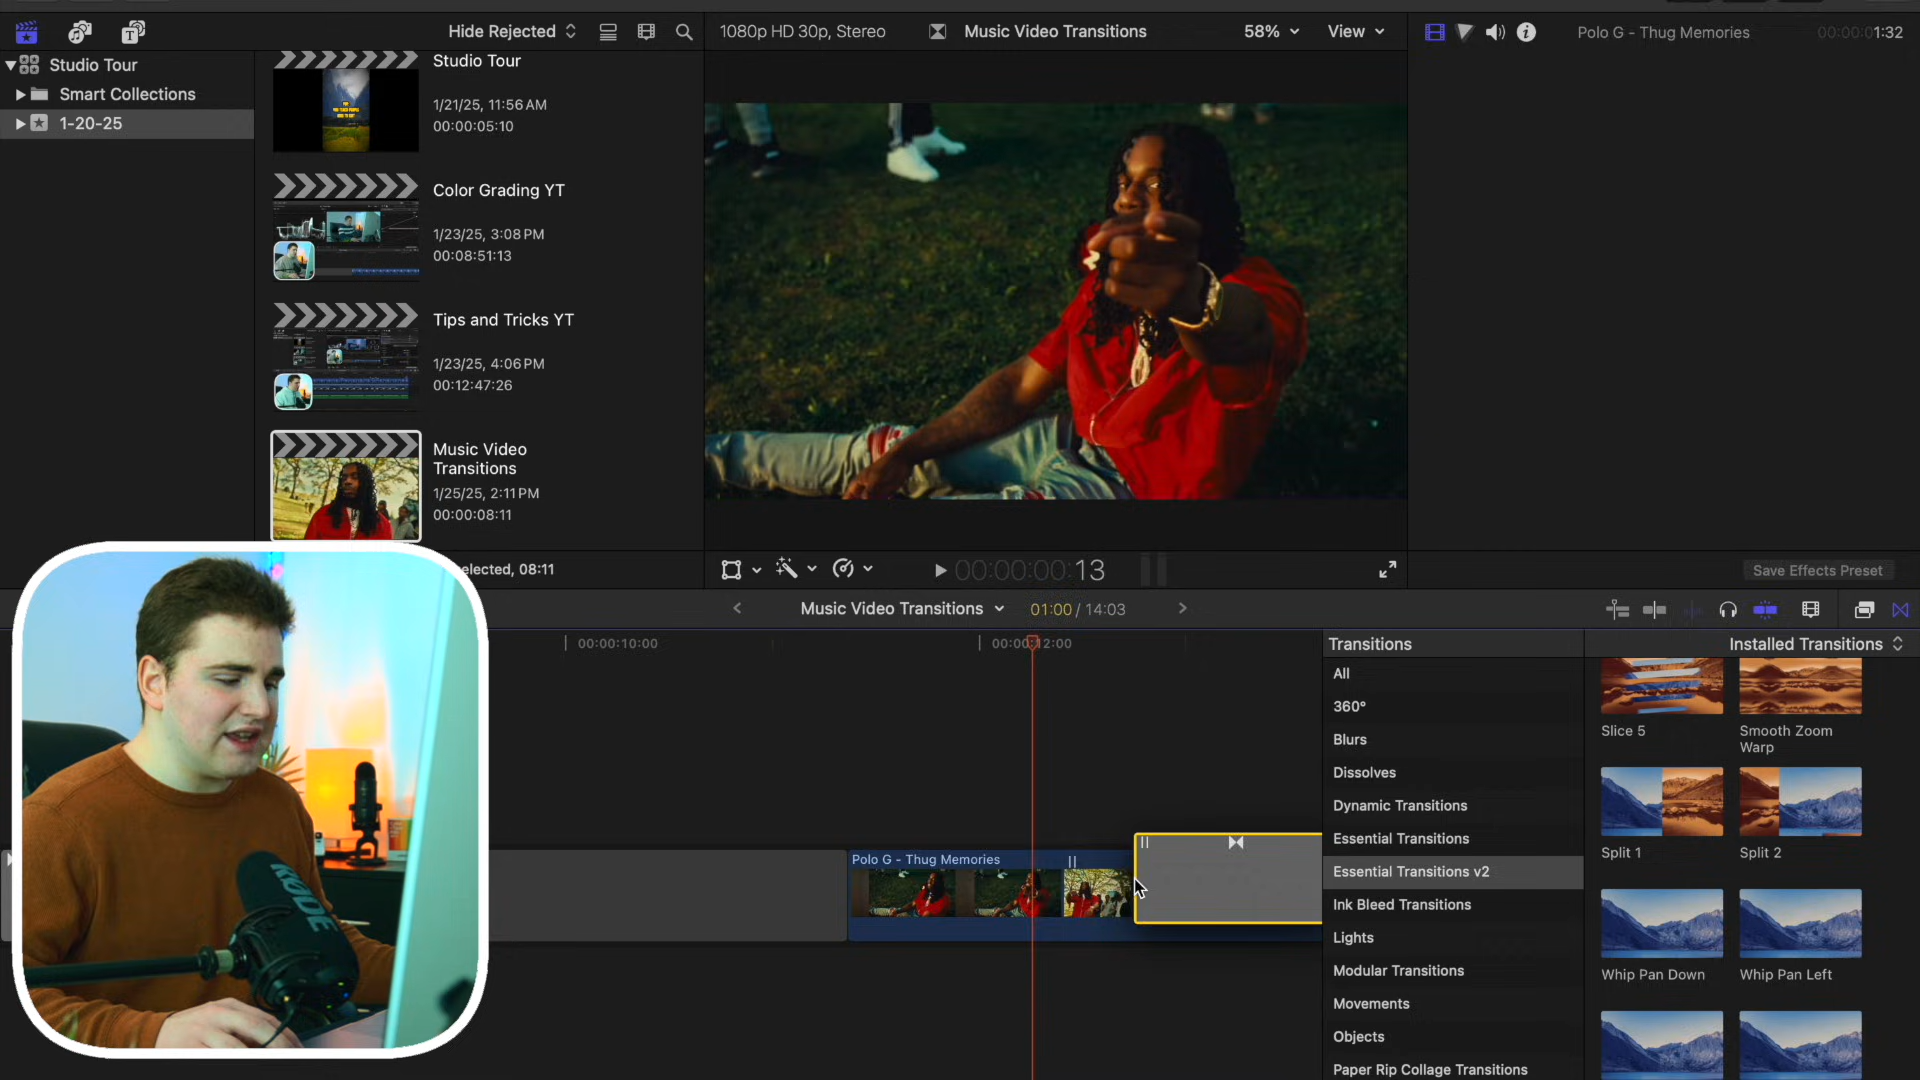 Hide Rejected
1080p HD 30p, Stereo
Music Video Transitions
58%
View
Polo G - Thug Memories
00:00:01:32
Studio Tour
Smart Collections
1-20-25
Studio Tour
1/21/25, 11:56 AM
00:00:05:10
Color Grading YT
1/23/25, 3:08 PM
00:08:51:13
Tips and Tricks YT
1/23/25, 4:06 PM
00:12:47:26
Music Video
Transitions
1/25/25, 2:11 PM
00:00:08:11
elected, 08:11
00:00:00:13
Save Effects Preset
Music Video Transitions
01:00 / 14:03
00:00:10:00
00:00:12:00
Polo G - Thug Memories
RODE
Transitions
Installed Transitions
All
360°
Blurs
Dissolves
Dynamic Transitions
Essential Transitions
Essential Transitions v2
Ink Bleed Transitions
Lights
Modular Transitions
Movements
Objects
Paper Rip Collage Transitions
Slice 5
Smooth Zoom
Warp
Split 1
Split 2
Whip Pan Down
Whip Pan Left